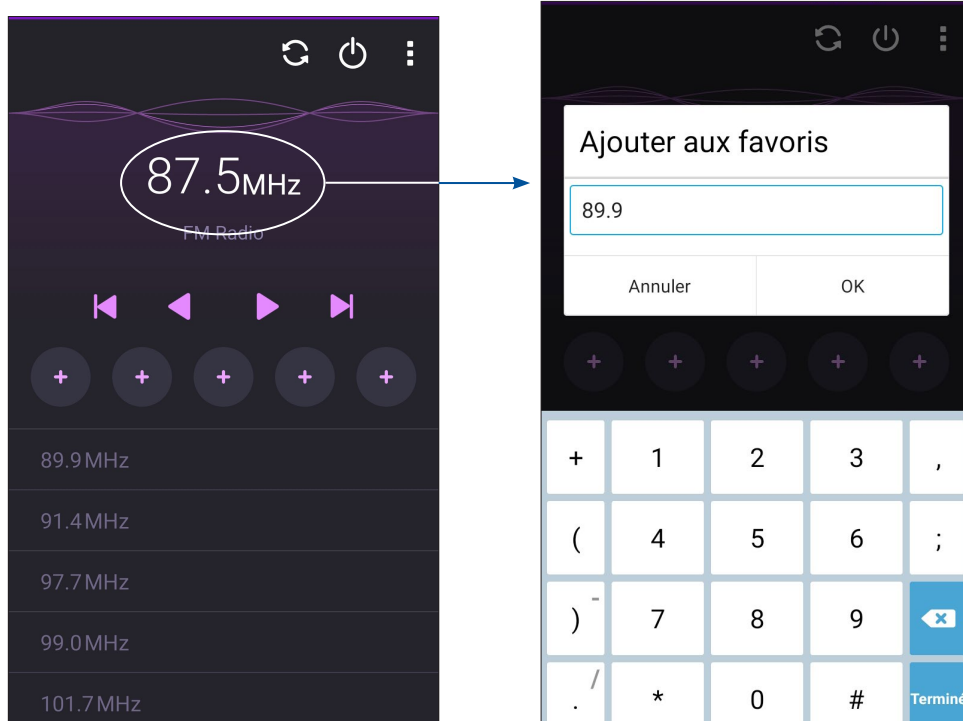 87.5MHz
FM Radio
+ + + + +
89.9MHz
91.4MHz
97.7MHz
99.0MHz
101.7MHz
Ajouter aux favoris
89.9
Annuler OK
+ + + + +
+ 1 2 3 ,
( 4 5 6 ;
) - 7 8 9
. / * 0 # Terminé